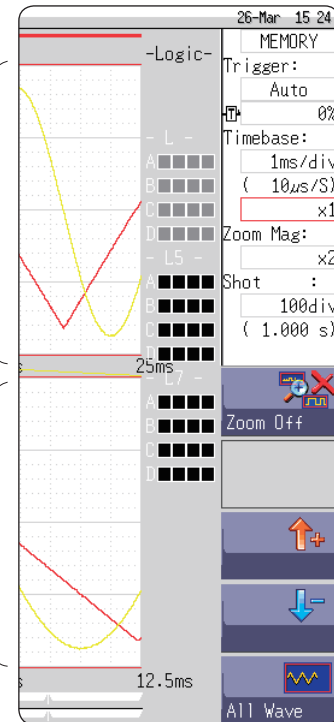 26-Mar 15 24
-Logic-
MEMORY
Trigger:
Auto
T 0%
Timebase:
1ms/div
( 10µs/S)
x1
Zoom Mag:
x2
Shot :
100div
( 1.000 s)
- L -
A
B
C
D
- L5 -
A
B
C
D
s 25ms
- L7 -
A
B
C
D
Zoom Off
+
-
s 12.5ms
All Wave